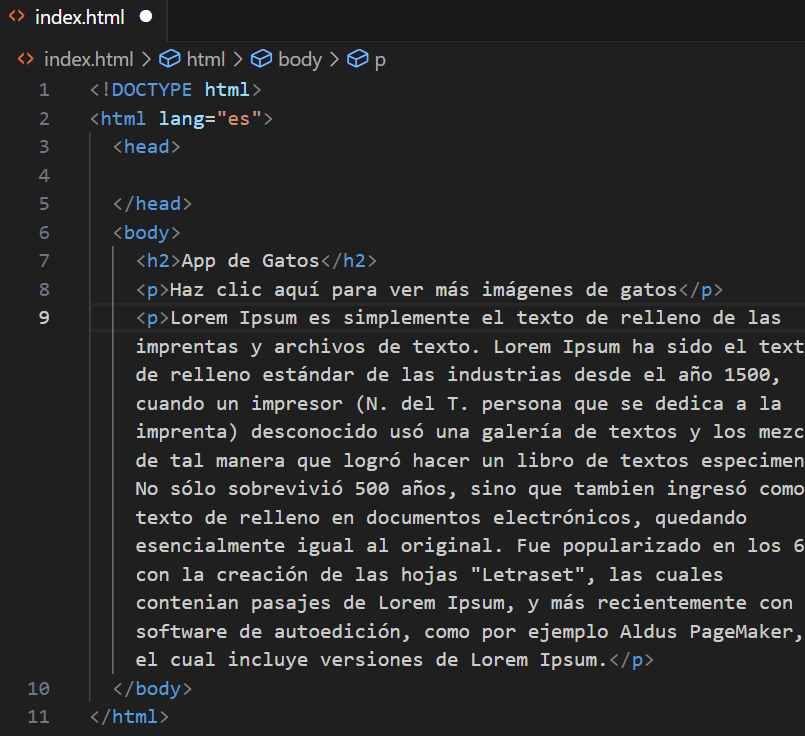 index.html
index.html > html > body > p
1 <!DOCTYPE html>
2 <html lang="es">
3 <head>
4
5 </head>
6 <body>
7 <h2>App de Gatos</h2>
8 <p>Haz clic aquí para ver más imágenes de gatos</p>
9 <p>Lorem Ipsum es simplemente el texto de relleno de las
imprentas y archivos de texto. Lorem Ipsum ha sido el text
de relleno estándar de las industrias desde el año 1500,
cuando un impresor (N. del T. persona que se dedica a la
imprenta) desconocido usó una galería de textos y los mezc
de tal manera que logró hacer un libro de textos especimen
No sólo sobrevivió 500 años, sino que tambien ingresó como
texto de relleno en documentos electrónicos, quedando
esencialmente igual al original. Fue popularizado en los 6
con la creación de las hojas "Letraset", las cuales
contenian pasajes de Lorem Ipsum, y más recientemente con
software de autoedición, como por ejemplo Aldus PageMaker,
el cual incluye versiones de Lorem Ipsum.</p>
10 </body>
11 </html>